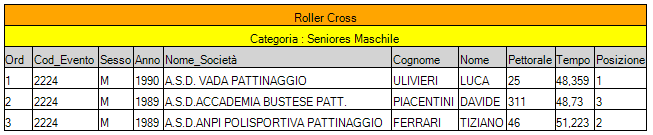 Roller Cross
Categoria : Seniores Maschile
Ord Cod_Evento Sesso Anno Nome_Società Cognome Nome Pettorale Tempo Posizione
1 2224 M 1990 A.S.D. VADA PATTINAGGIO ULIVIERI LUCA 25 48,359 1
2 2224 M 1989 A.S.D.ACCADEMIA BUSTESE PATT. PIACENTINI DAVIDE 311 48,73 3
3 2224 M 1989 A.S.D.ANPI POLISPORTIVA PATTINAGGIO FERRARI TIZIANO 46 51,223 2